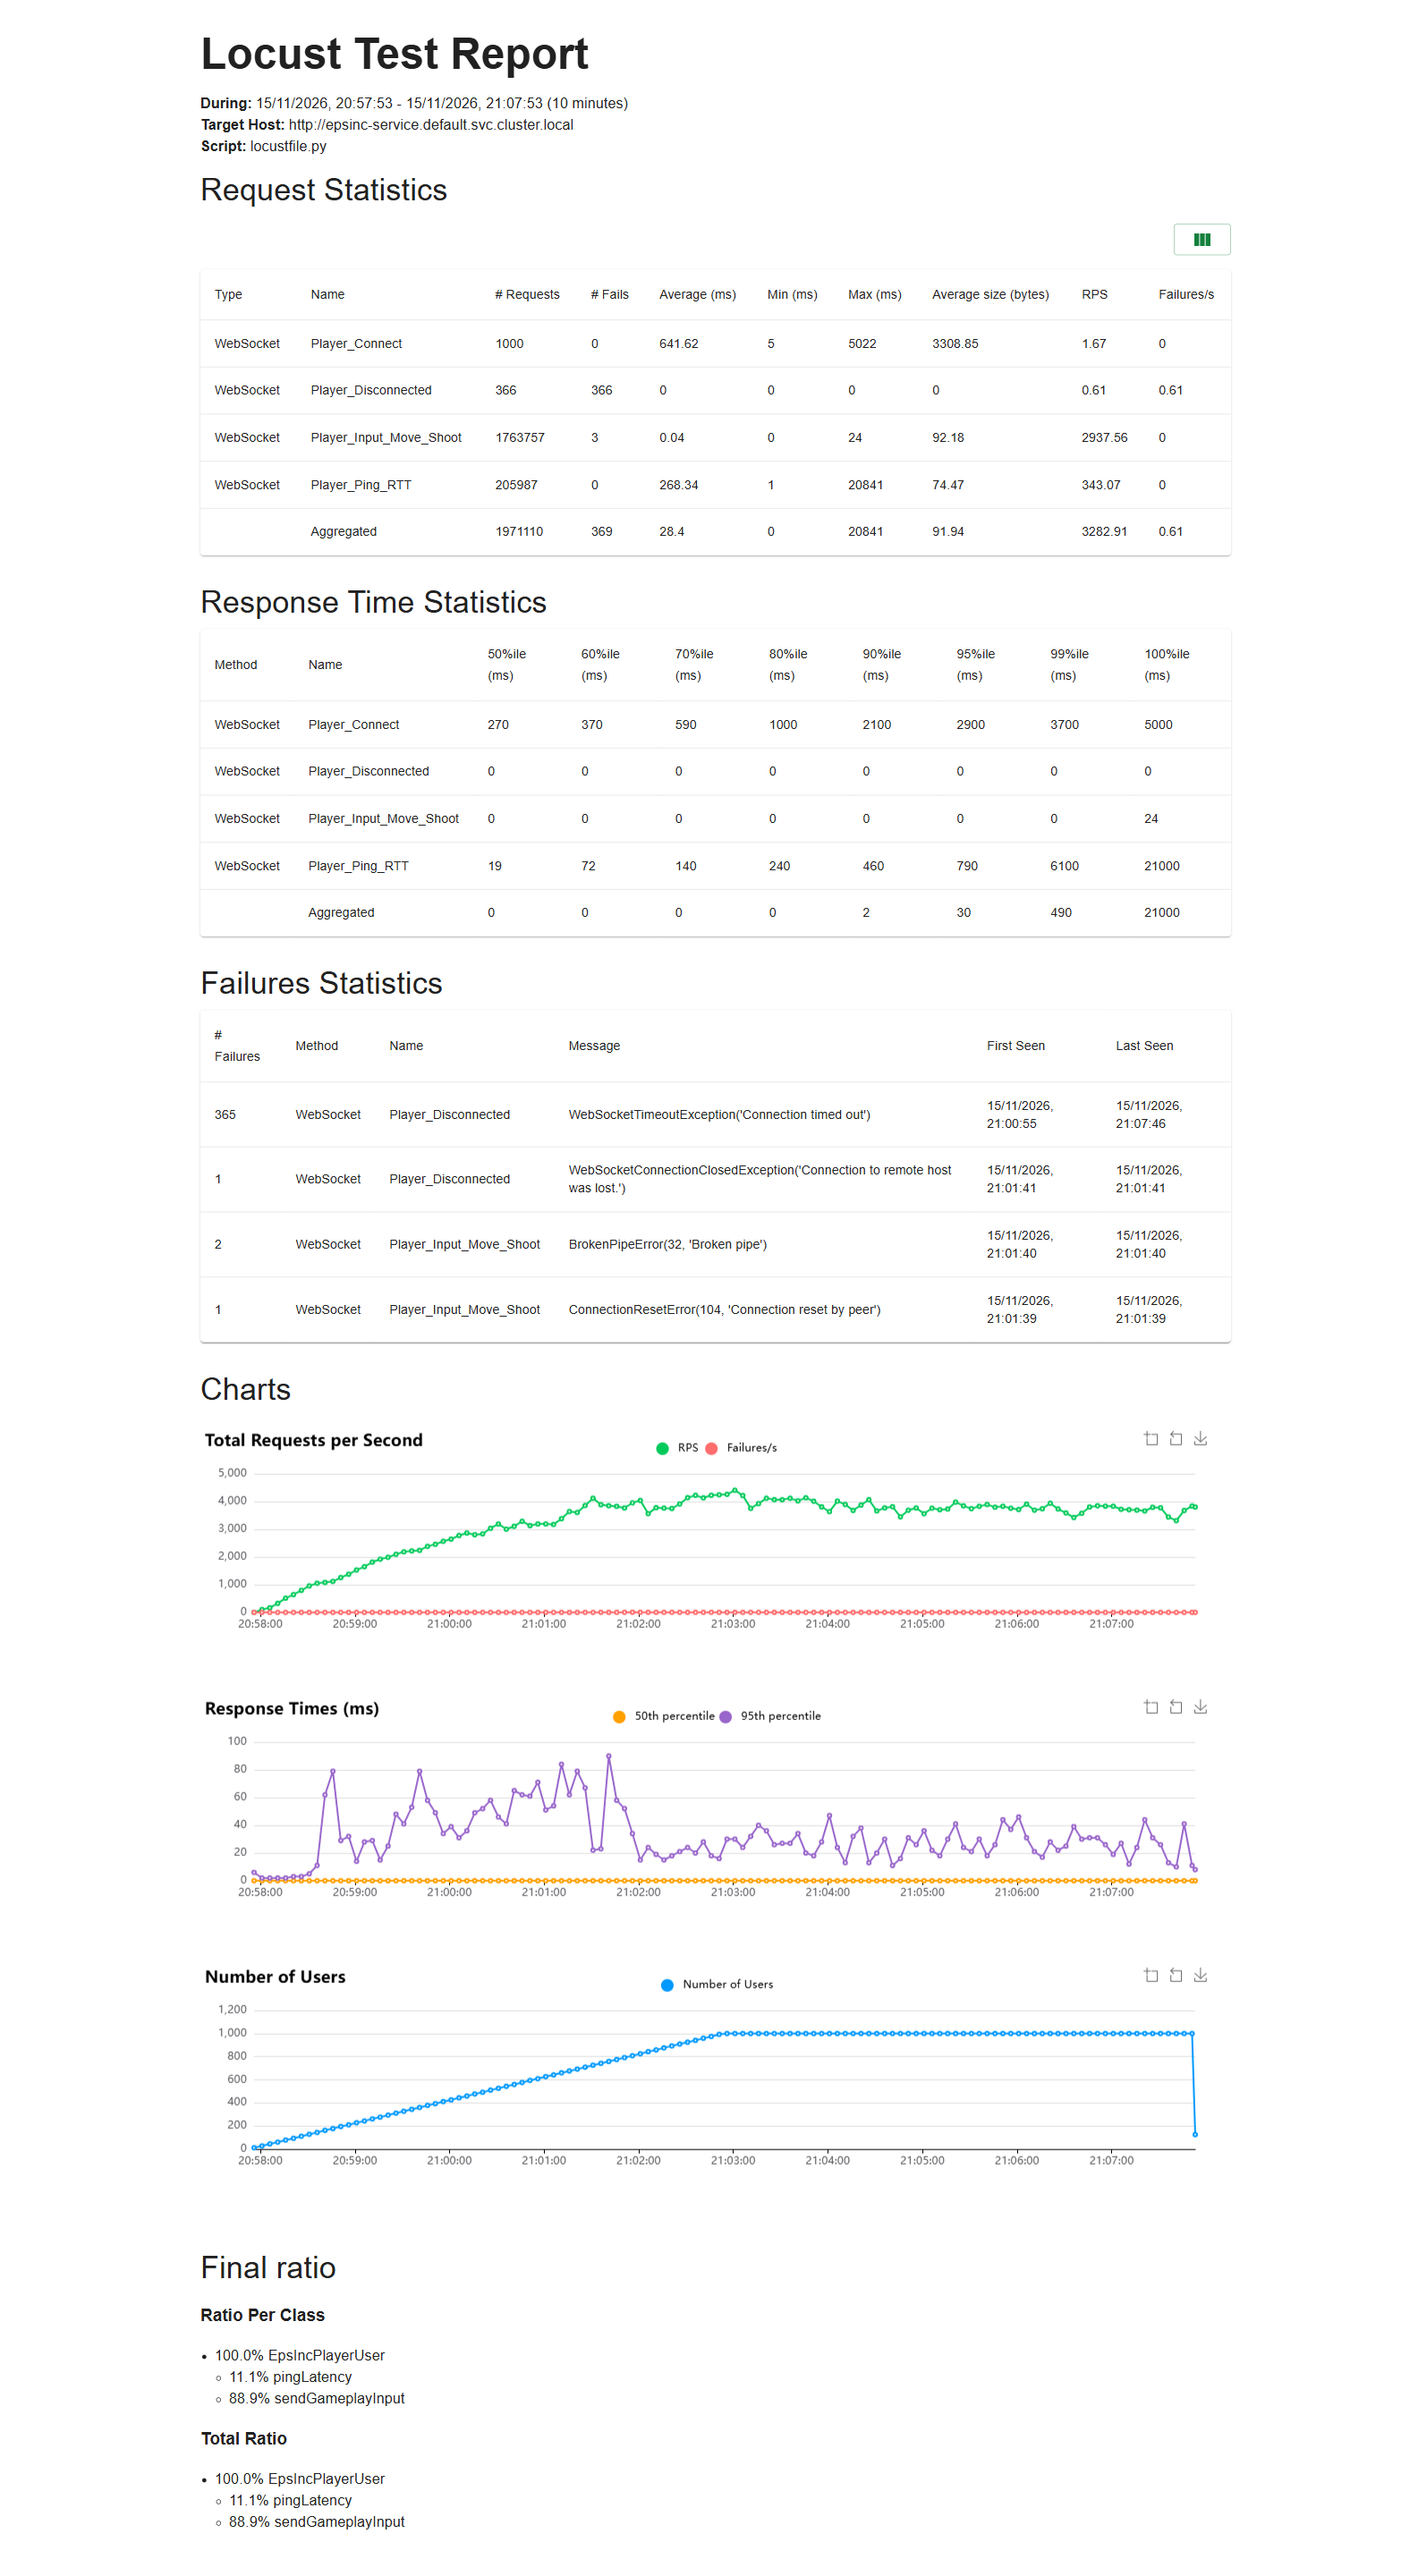 Locust Test Report
During: 15/11/2026, 20:57:53 - 15/11/2026, 21:07:53 (10 minutes)
Target Host: http://epsinc-service.default.svc.cluster.local
Script: locustfile.py
Request Statistics
Type Name # Requests # Fails Average (ms) Min (ms) Max (ms) Average size (bytes) RPS Failures/s
WebSocket Player_Connect 1000 0 641.62 5 5022 3308.85 1.67 0
WebSocket Player_Disconnected 366 366 0 0 0 0 0.61 0.61
WebSocket Player_Input_Move_Shoot 1763757 3 0.04 0 24 92.18 2937.56 0
WebSocket Player_Ping_RTT 205987 0 268.34 1 20841 74.47 343.07 0
Aggregated 1971110 369 28.4 0 20841 91.94 3282.91 0.61
Response Time Statistics
Method Name 50%ile (ms) 60%ile (ms) 70%ile (ms) 80%ile (ms) 90%ile (ms) 95%ile (ms) 99%ile (ms) 100%ile (ms)
WebSocket Player_Connect 270 370 590 1000 2100 2900 3700 5000
WebSocket Player_Disconnected 0 0 0 0 0 0 0 0
WebSocket Player_Input_Move_Shoot 0 0 0 0 0 0 0 24
WebSocket Player_Ping_RTT 19 72 140 240 460 790 6100 21000
Aggregated 0 0 0 0 2 30 490 21000
Failures Statistics
# Failures Method Name Message First Seen Last Seen
365 WebSocket Player_Disconnected WebSocketTimeoutException('Connection timed out') 15/11/2026, 21:00:55 15/11/2026, 21:07:46
1 WebSocket Player_Disconnected WebSocketConnectionClosedException('Connection to remote host was lost.') 15/11/2026, 21:01:41 15/11/2026, 21:01:41
2 WebSocket Player_Input_Move_Shoot BrokenPipeError(32, 'Broken pipe') 15/11/2026, 21:01:40 15/11/2026, 21:01:40
1 WebSocket Player_Input_Move_Shoot ConnectionResetError(104, 'Connection reset by peer') 15/11/2026, 21:01:39 15/11/2026, 21:01:39
Charts
Total Requests per Second
RPS Failures/s
5,000
4,000
3,000
2,000
1,000
0
20:58:00 20:59:00 21:00:00 21:01:00 21:02:00 21:03:00 21:04:00 21:05:00 21:06:00 21:07:00
Response Times (ms)
50th percentile 95th percentile
100
80
60
40
20
0
20:58:00 20:59:00 21:00:00 21:01:00 21:02:00 21:03:00 21:04:00 21:05:00 21:06:00 21:07:00
Number of Users
Number of Users
1,200
1,000
800
600
400
200
0
20:58:00 20:59:00 21:00:00 21:01:00 21:02:00 21:03:00 21:04:00 21:05:00 21:06:00 21:07:00
Final ratio
Ratio Per Class
100.0% EpsIncPlayerUser
11.1% pingLatency
88.9% sendGameplayInput
Total Ratio
100.0% EpsIncPlayerUser
11.1% pingLatency
88.9% sendGameplayInput